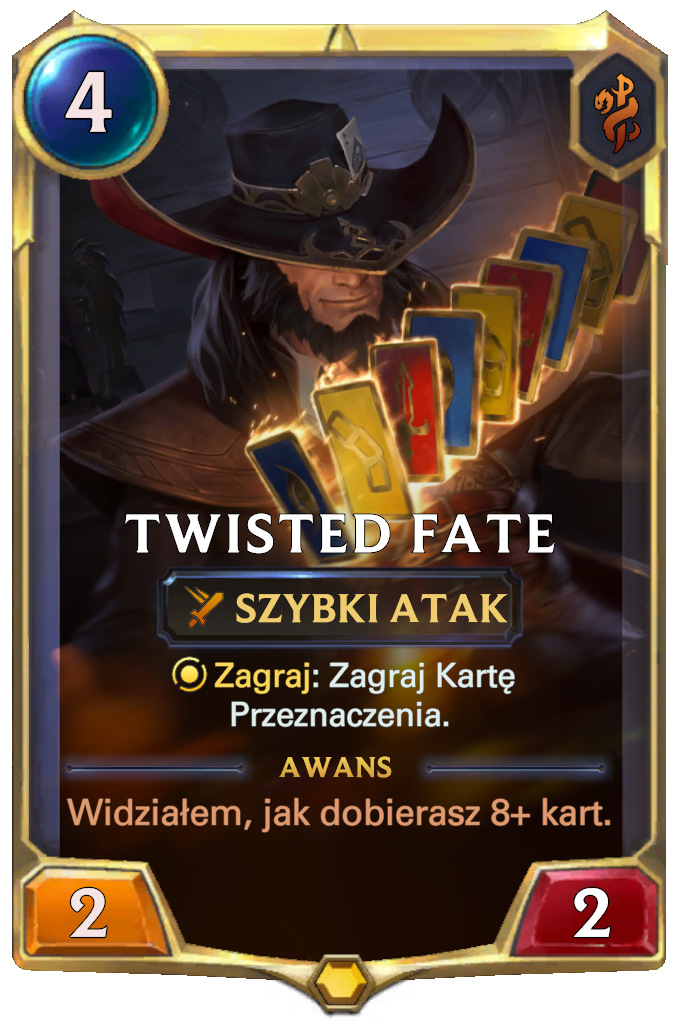 4
TWISTED FATE
SZYBKI ATAK
Zagraj: Zagraj Kartę
Przeznaczenia.
AWANS
Widziałem, jak dobierasz 8+ kart.
2
2